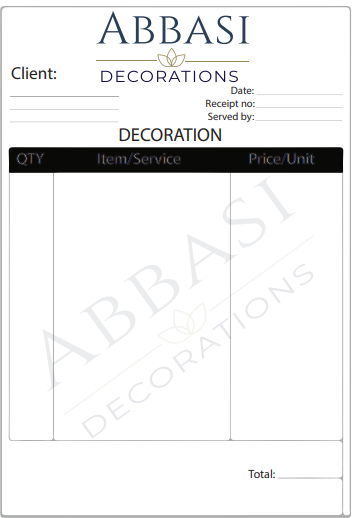 ABBASI
DECORATIONS
Client:
Date:
Receipt no:
Served by:
DECORATION
QTY Item/Service Price/Unit
ABBASI
DECORATIONS
Total: